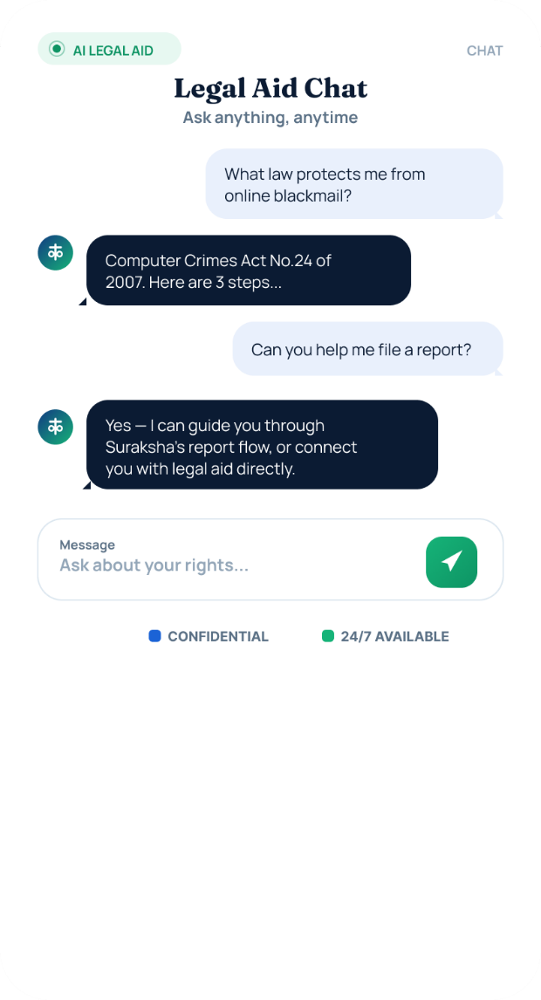 AI LEGAL AID
CHAT
Legal Aid Chat
Ask anything, anytime
What law protects me from
online blackmail?
Computer Crimes Act No.24 of
2007. Here are 3 steps...
Can you help me file a report?
Yes — I can guide you through
Suraksha's report flow, or connect
you with legal aid directly.
Message
Ask about your rights...
CONFIDENTIAL
24/7 AVAILABLE